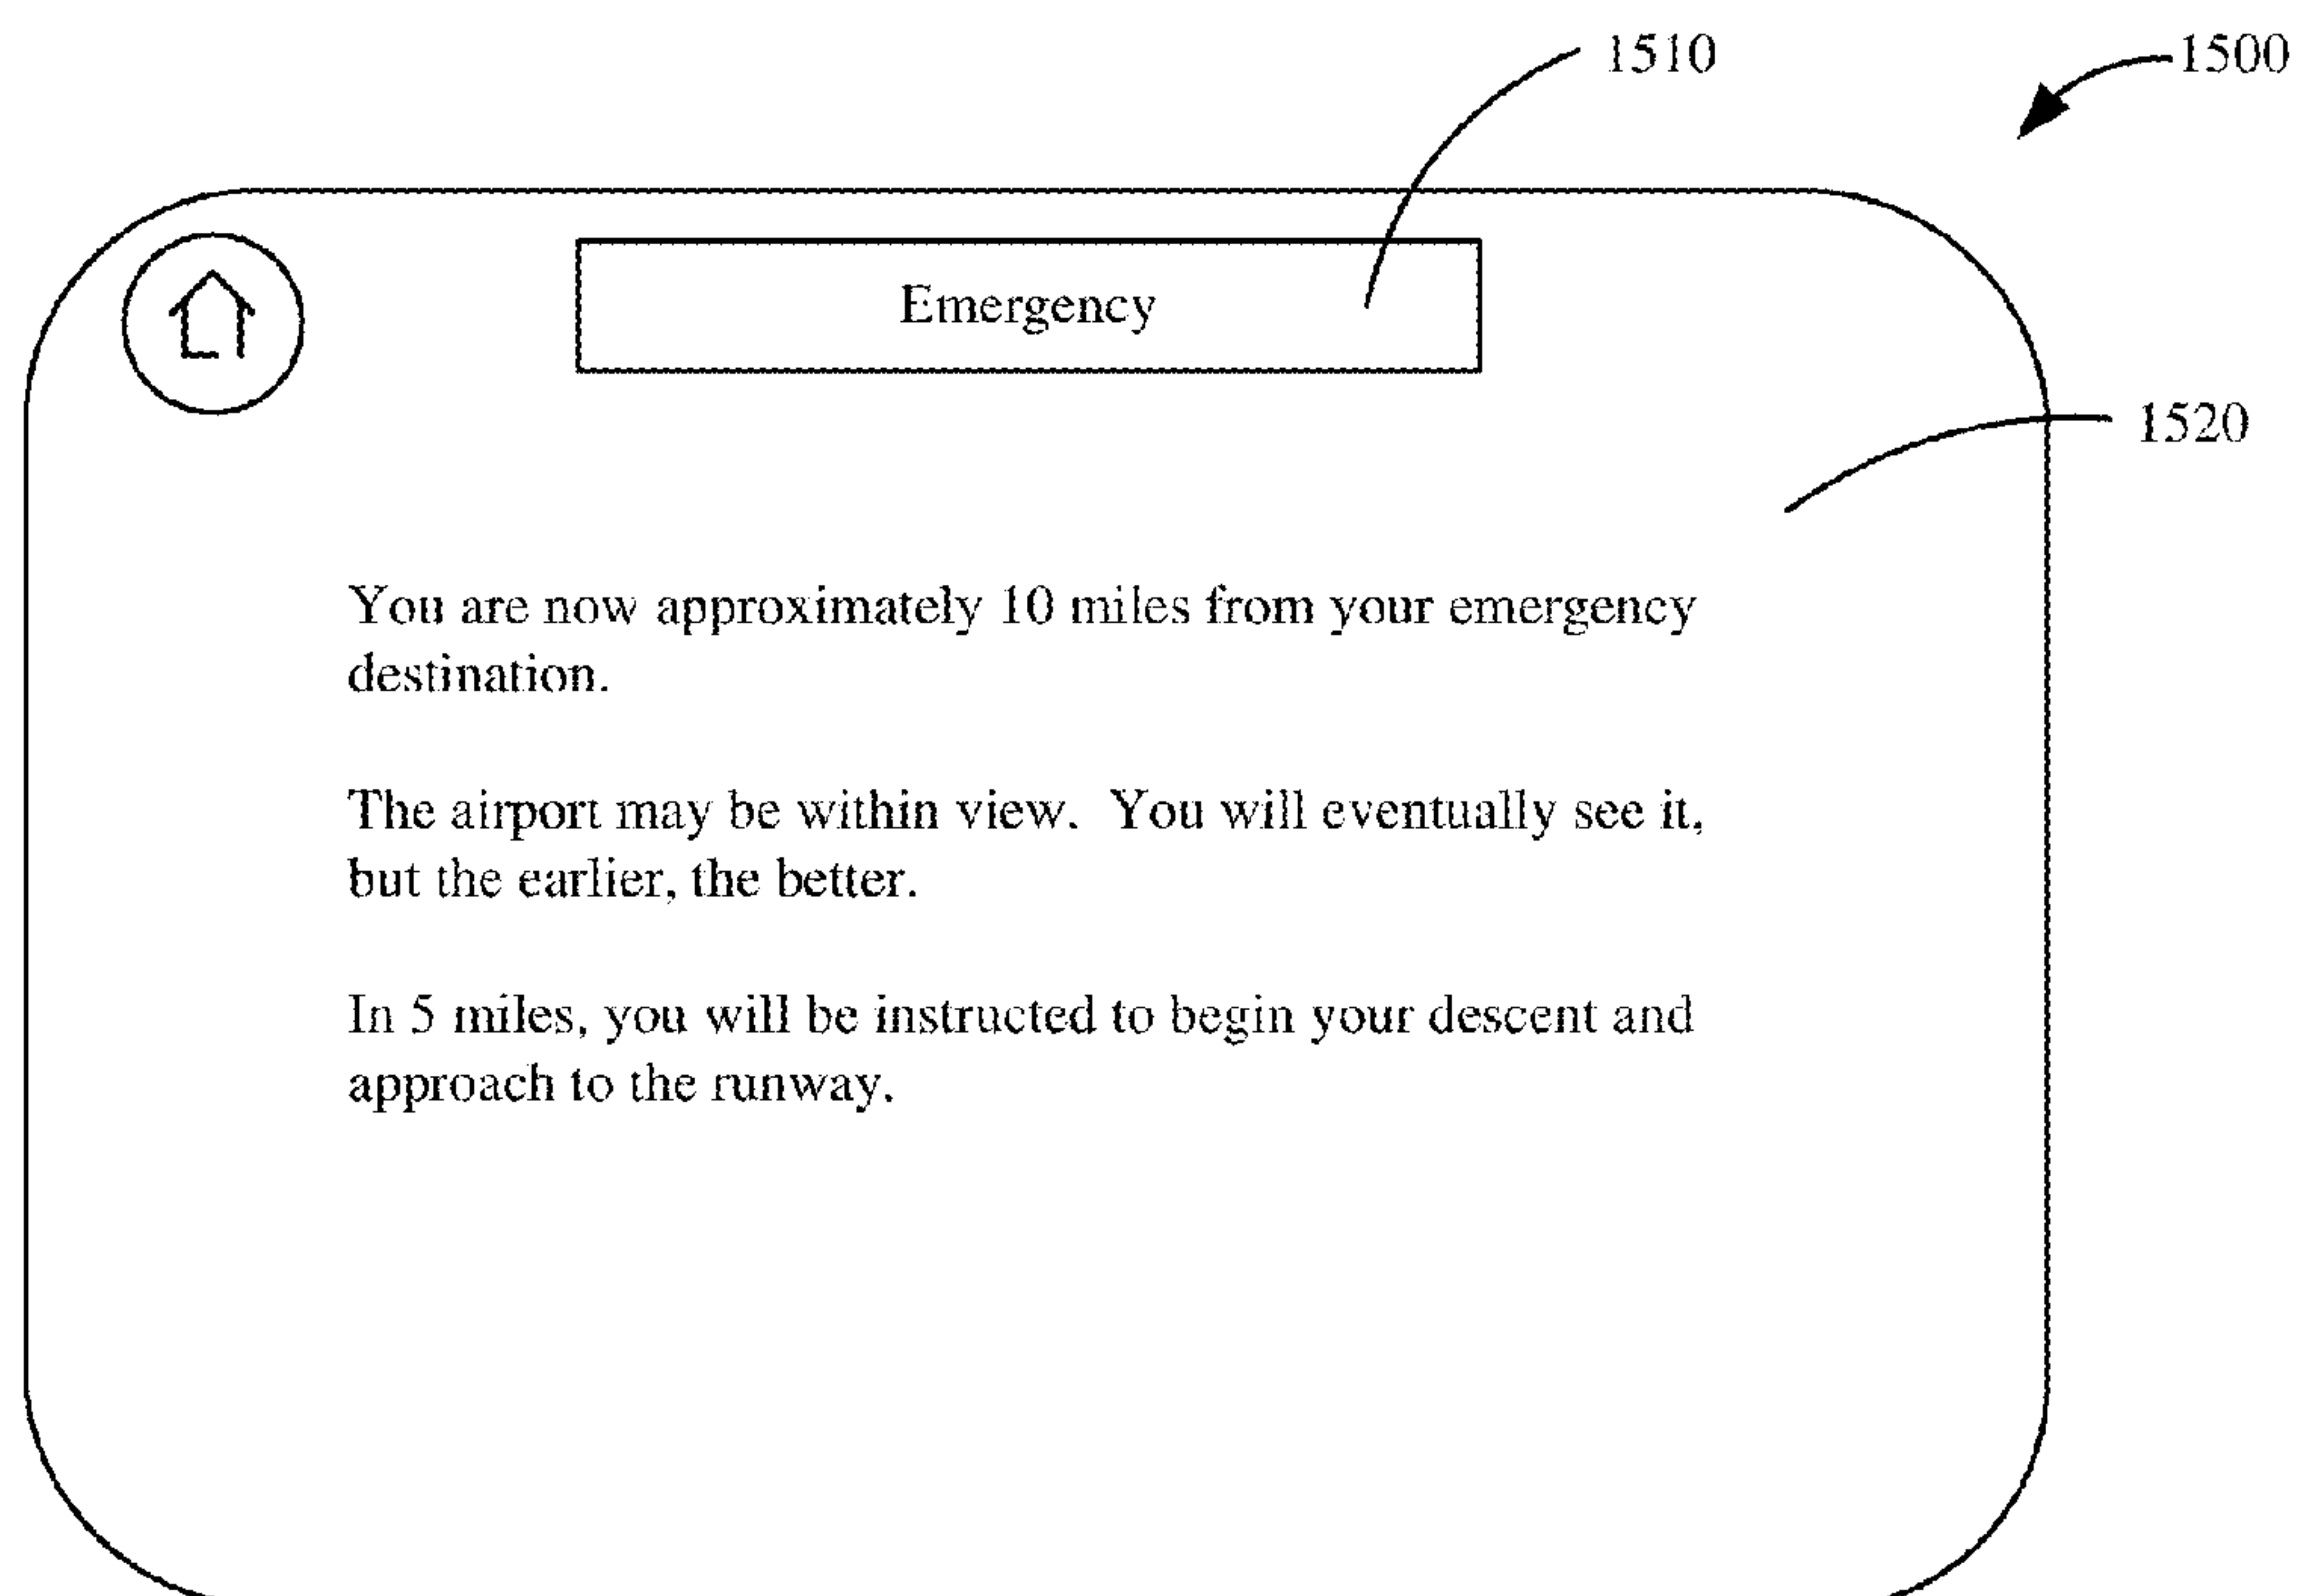 1510
1500
Emergency
1520
You are now approximately 10 miles from your emergency
destination.
The airport may be within view. You will eventually see it,
but the earlier, the better.
In 5 miles, you will be instructed to begin your descent and
approach to the runway.